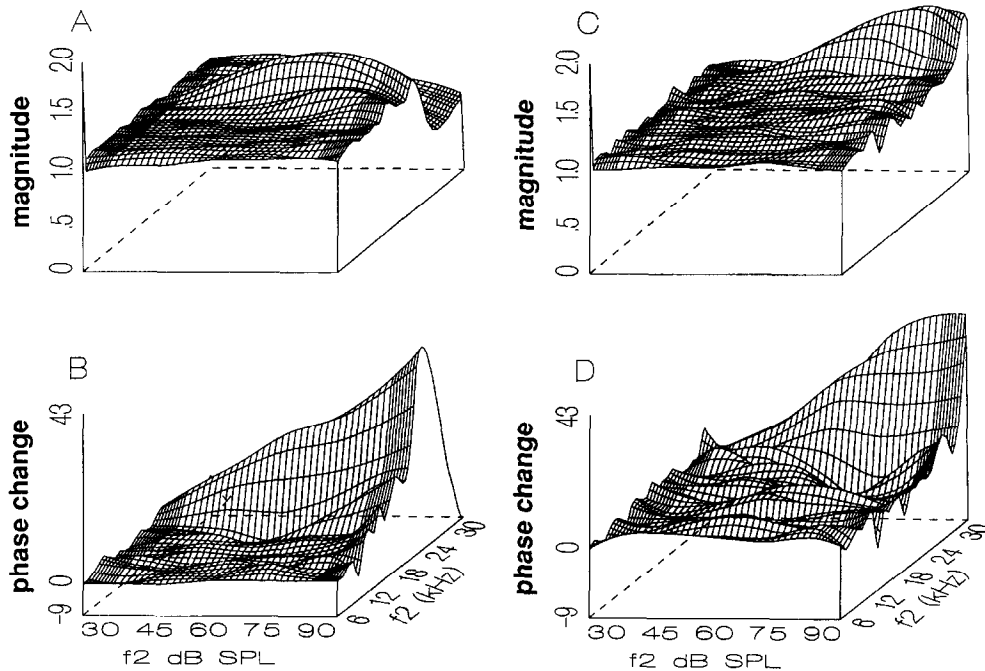 A
2.0
1.5
1.0
.5
0
magnitude
C
2.0
1.5
1.0
.5
0
magnitude
B
43
0
-9
phase change
30 45 60 75 90
f2 dB SPL
6 12 18 24 30
f2 (kHz)
D
43
0
-9
phase change
30 45 60 75 90
f2 dB SPL
6 12 18 24 30
f2 (kHz)